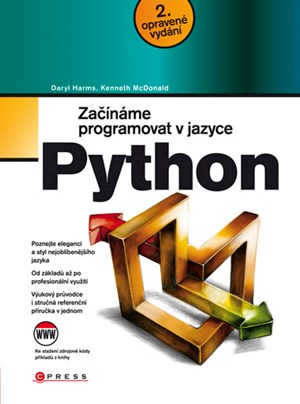 2.
opravené
vydání
Daryl Harms, Kenneth McDonald
Začínáme
programovat v jazyce
Python
Poznejte eleganci
a styl nejoblíbenějšího
jazyka
Od základů až po
profesionální využití
Výukový průvodce
i stručná referenční
příručka v jednom
WWW
Ke stažení zdrojové kódy
příkladů z knihy
CPRESS